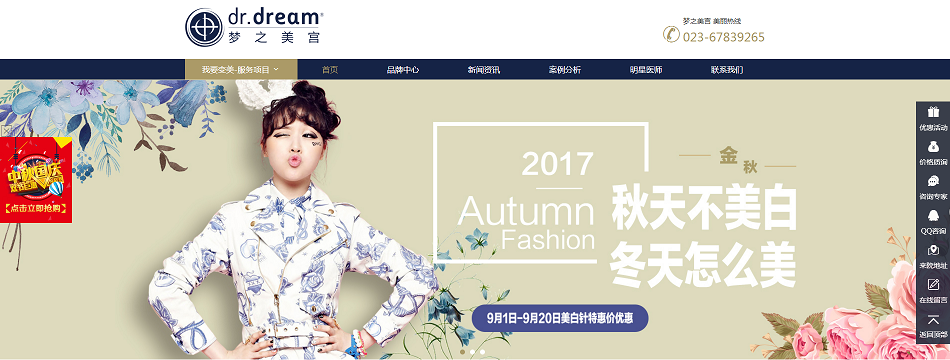 dr.dream®
梦之美宫
梦之美宫 美丽热线
023-67839265
我要变美-服务项目
首页
品牌中心
新闻资讯
案例分析
明星医师
联系我们
中秋国庆
点击立即抢购
2017
Autumn
Fashion
金秋
秋天不美白
冬天怎么美
9月1日-9月20日美白针特惠价优惠
优惠活动
价格咨询
咨询专家
QQ咨询
来院地址
在线留言
返回顶部